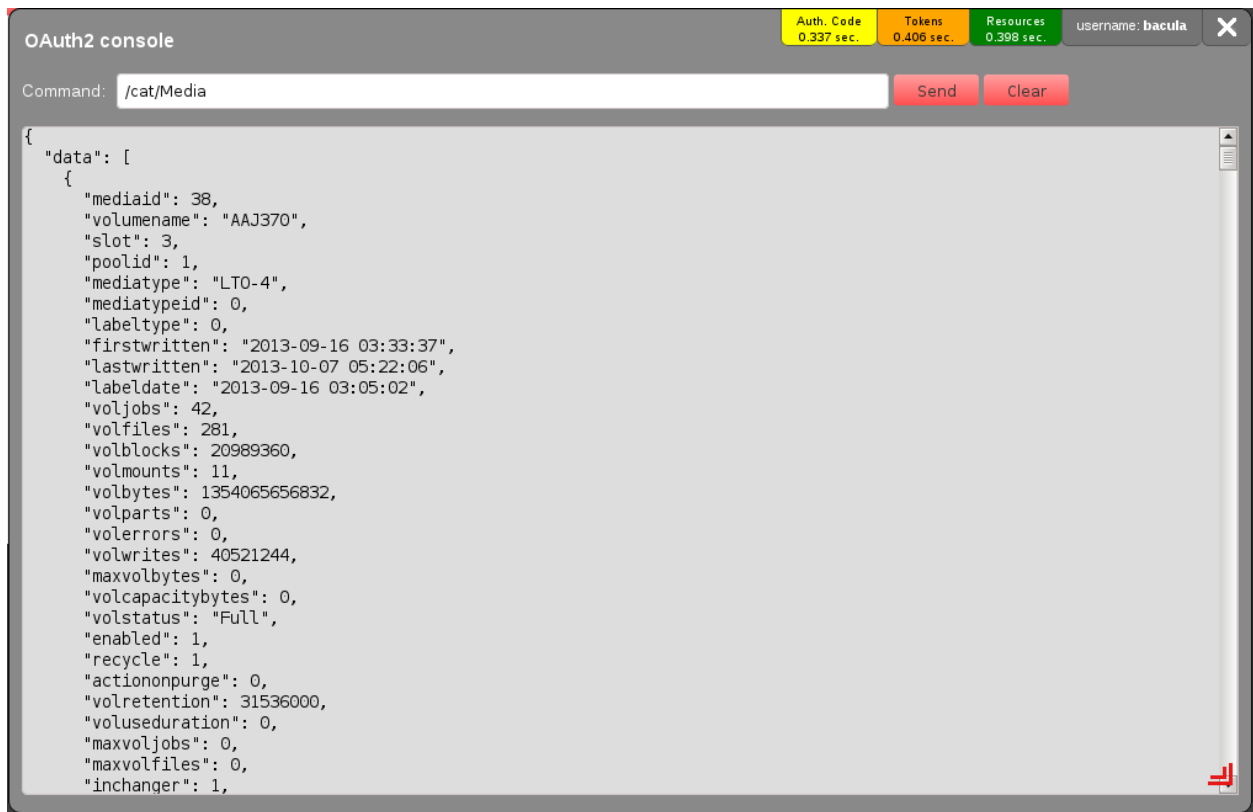 OAuth2 console
Auth. Code
0.337 sec.
Tokens
0.406 sec.
Resources
0.398 sec.
username: bacula
Command: /cat/Media
Send
Clear
{
  "data": [
    {
      "mediaid": 38,
      "volumename": "AAJ370",
      "slot": 3,
      "poolid": 1,
      "mediatype": "LTO-4",
      "mediatypeid": 0,
      "labeltype": 0,
      "firstwritten": "2013-09-16 03:33:37",
      "lastwritten": "2013-10-07 05:22:06",
      "labeldate": "2013-09-16 03:05:02",
      "voljobs": 42,
      "volfiles": 281,
      "volblocks": 20989360,
      "volmounts": 11,
      "volbytes": 1354065656832,
      "volparts": 0,
      "volerrors": 0,
      "volwrites": 40521244,
      "maxvolbytes": 0,
      "volcapacitybytes": 0,
      "volstatus": "Full",
      "enabled": 1,
      "recycle": 1,
      "actiononpurge": 0,
      "volretention": 31536000,
      "voluseduration": 0,
      "maxvoljobs": 0,
      "maxvolfiles": 0,
      "inchanger": 1,